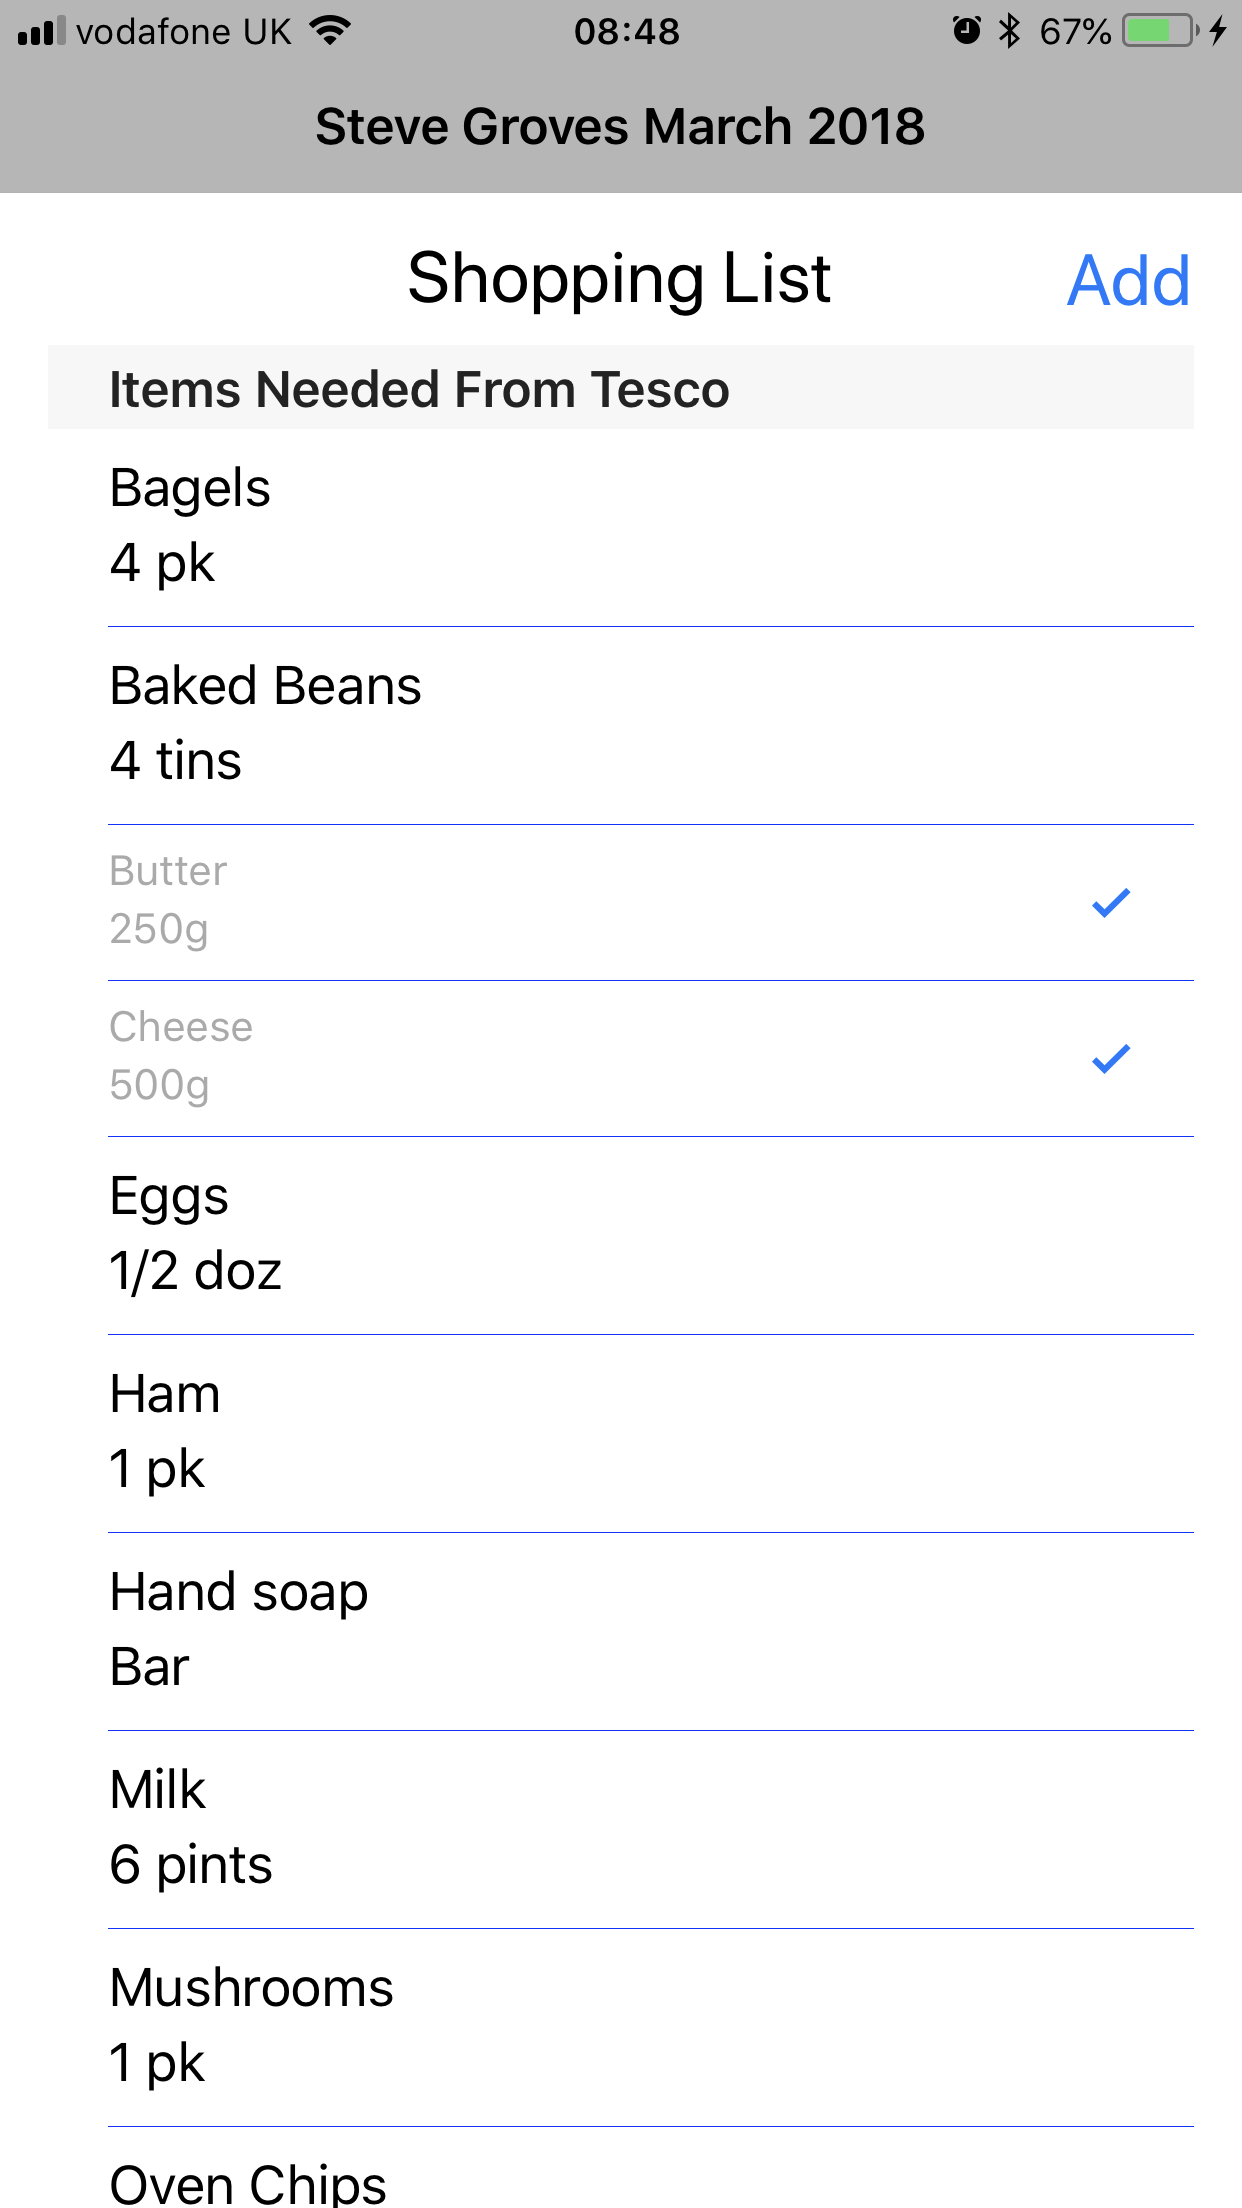 vodafone UK 08:48 67%
Steve Groves March 2018
Shopping List Add
Items Needed From Tesco
Bagels
4 pk
Baked Beans
4 tins
Butter
250g
Cheese
500g
Eggs
1/2 doz
Ham
1 pk
Hand soap
Bar
Milk
6 pints
Mushrooms
1 pk
Oven Chips